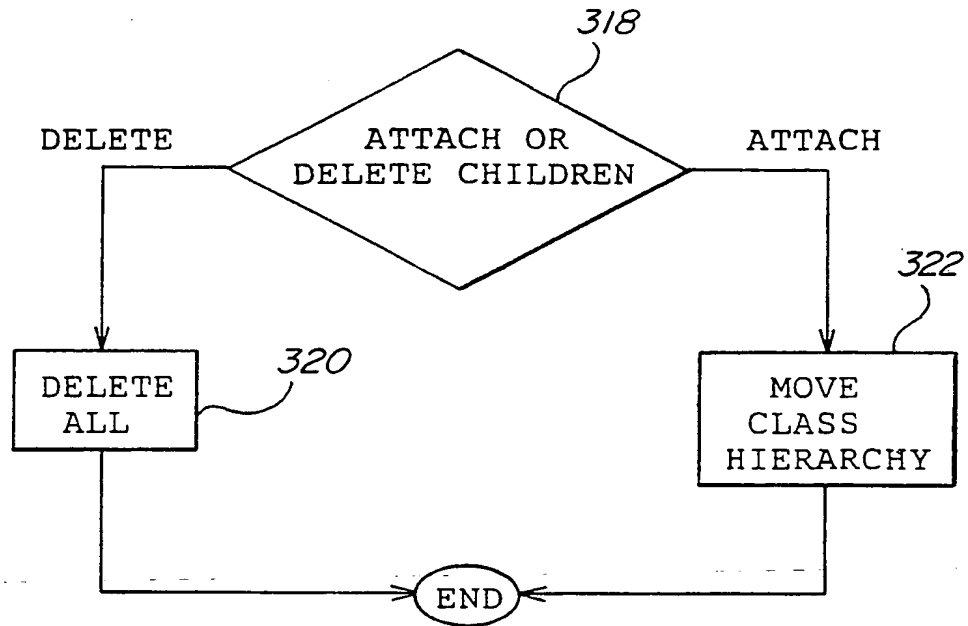 318
ATTACH OR
DELETE CHILDREN
DELETE
ATTACH
322
320
DELETE
ALL
MOVE
CLASS
HIERARCHY
END